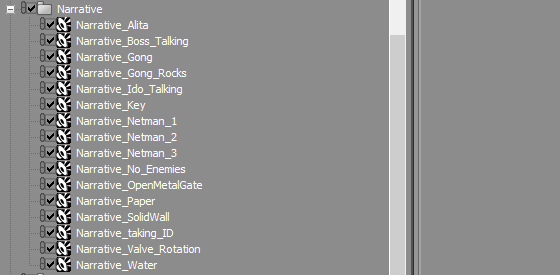 Narrative
Narrative_Alita
Narrative_Boss_Talking
Narrative_Gong
Narrative_Gong_Rocks
Narrative_Ido_Talking
Narrative_Key
Narrative_Netman_1
Narrative_Netman_2
Narrative_Netman_3
Narrative_No_Enemies
Narrative_OpenMetalGate
Narrative_Paper
Narrative_SolidWall
Narrative_taking_ID
Narrative_Valve_Rotation
Narrative_Water